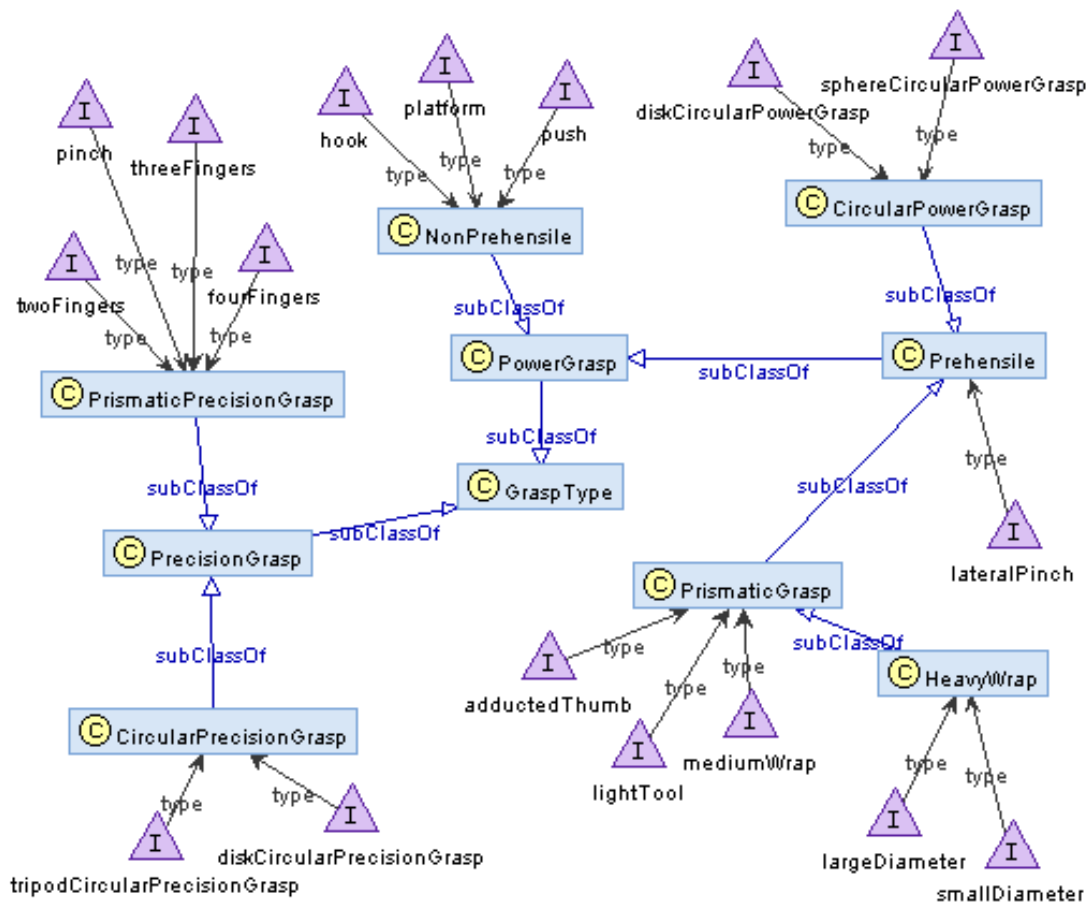 I
sphereCircularPowerGrasp
I
platform
I
diskCircularPowerGrasp
I
hook
I
push
I
pinch
I
threeFingers
type
type
type
type
type
C CircularPowerGrasp
C NonPrehensile
I
twoFingers
I
fourFingers
type
type
type
type
subClassOf
subClassOf
C PowerGrasp
subClassOf
C Prehensile
C PrismaticPrecisionGrasp
subClassOf
type
subClassOf
subClassOf
C GraspType
subClassOf
C PrecisionGrasp
I
lateralPinch
C PrismaticGrasp
subClassOf
type
type
type
subClassOf
C HeavyWrap
I
adductedThumb
I
mediumWrap
I
lightTool
C CircularPrecisionGrasp
type
type
type
type
I
diskCircularPrecisionGrasp
I
tripodCircularPrecisionGrasp
I
largeDiameter
I
smallDiameter